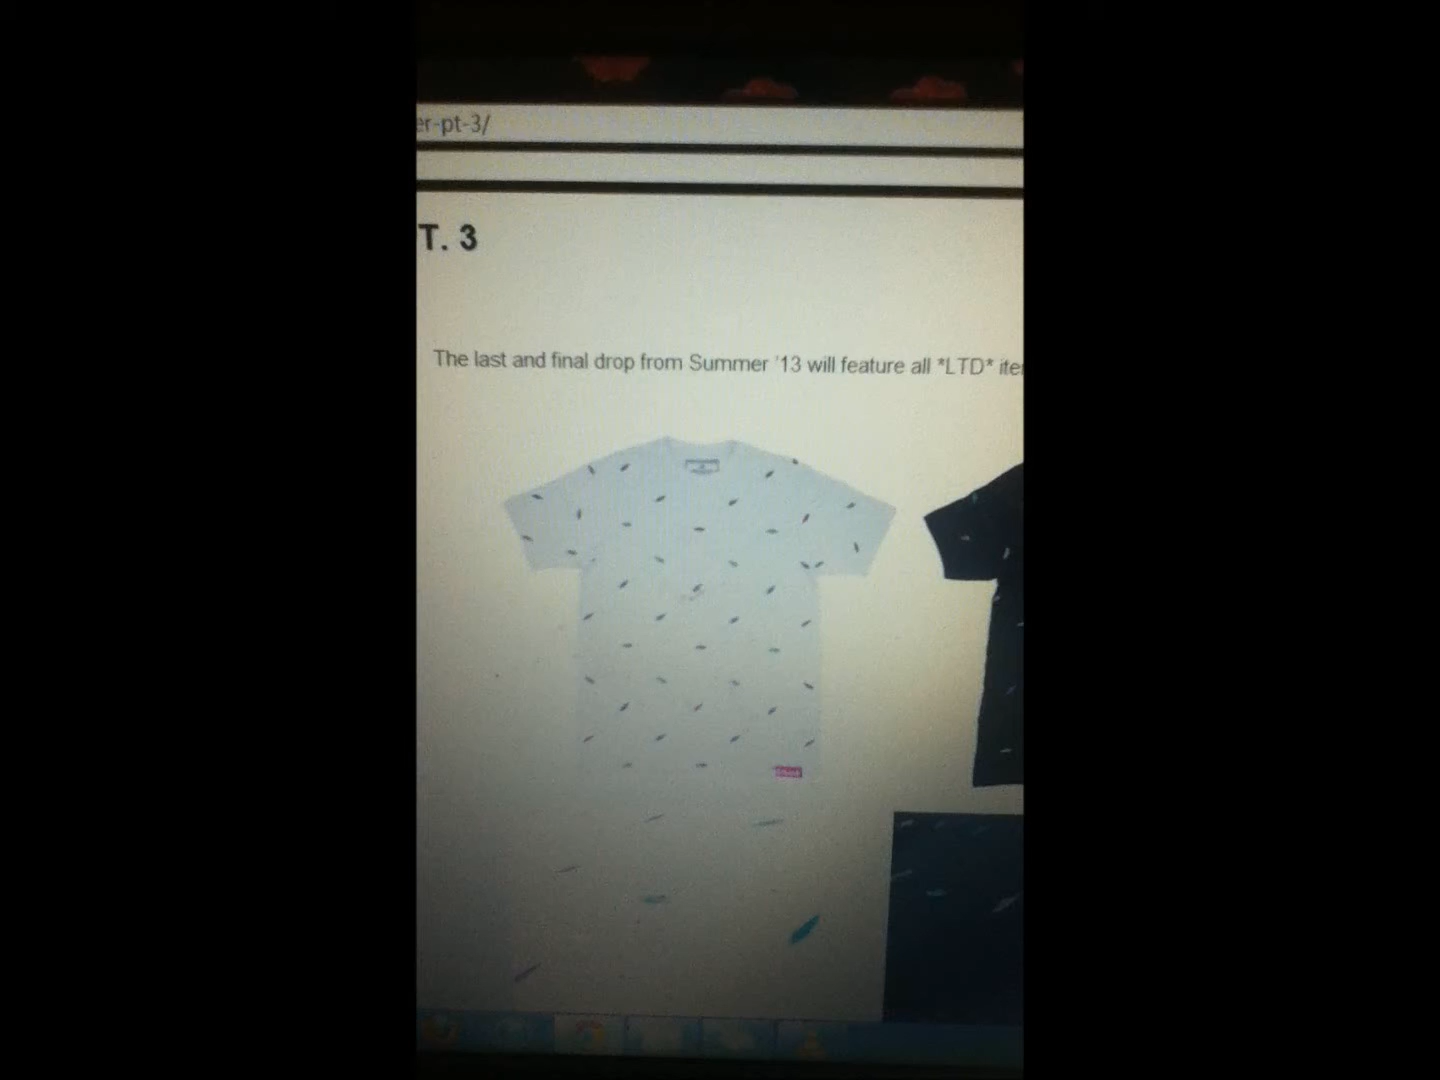 er-pt-3/
T. 3
The last and final drop from Summer '13 will feature all *LTD* ite